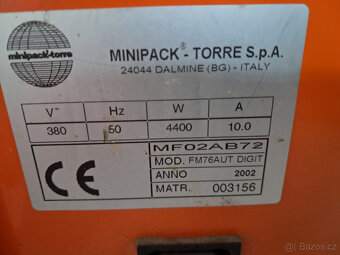 minipack-torre
MINIPACK® - TORRE S.p.A.
24044 DALMINE (BG) - ITALY
V~ Hz W A
380 50 4400 10.0
MF02AB72
MOD. FM76AUT DIGIT
CE
ANNO 2002
MATR. 003156
bazos.cz